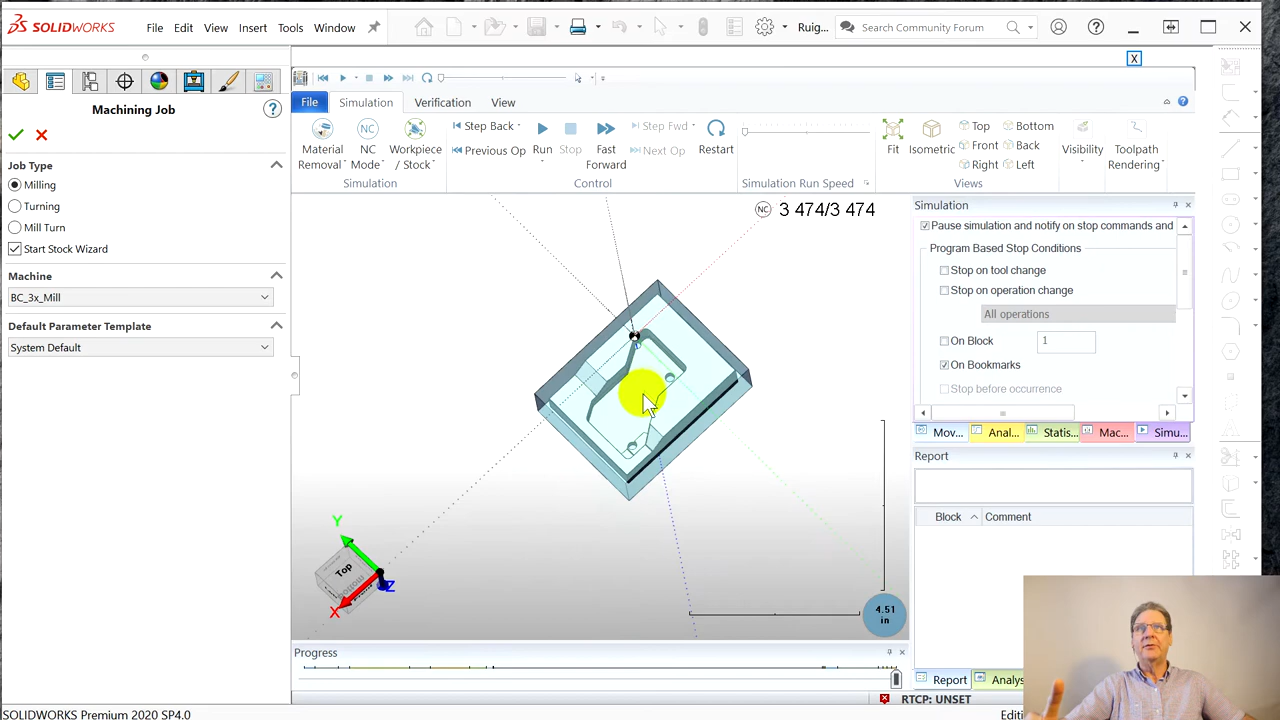 SOLIDWORKS File Edit View Insert Tools Window Ruig... Search Community Forum
X
Machining Job
Job Type
Milling
Turning
Mill Turn
Start Stock Wizard
Machine
BC_3x_Mill
Default Parameter Template
System Default
File Simulation Verification View
Material Removal
NC Mode
Workpiece / Stock
Simulation
Step Back
Previous Op
Run
Stop
Fast Forward
Step Fwd
Next Op
Restart
Control
Simulation Run Speed
Fit
Isometric
Top Bottom
Front Back
Right Left
Views
Visibility
Toolpath Rendering
NC 3 474/3 474
Simulation
Pause simulation and notify on stop commands and
Program Based Stop Conditions
Stop on tool change
Stop on operation change
All operations
On Block 1
On Bookmarks
Stop before occurrence
Mov... Anal... Statis... Mac... Simu...
Report
Block Comment
Y
Top
Z
X
4.51
in
Progress
Report Analys
RTCP: UNSET
SOLIDWORKS Premium 2020 SP4.0
Editi